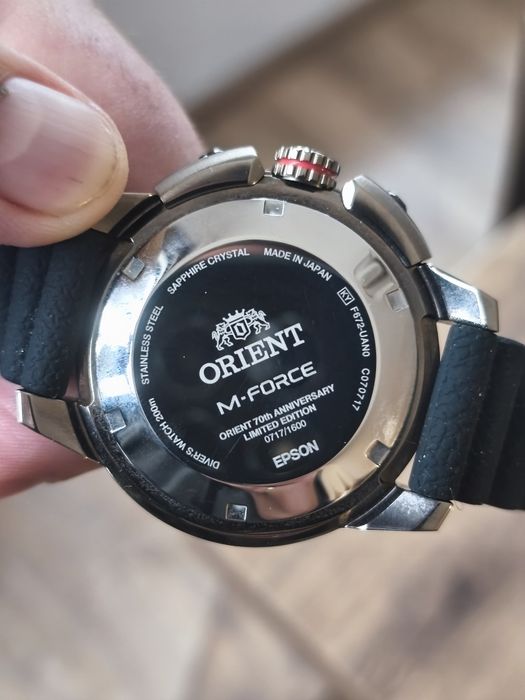 STAINLESS STEEL SAPPHIRE CRYSTAL MADE IN JAPAN KY F672-UAN0 C070717
ORIENT
M-FORCE
ORIENT 70th ANNIVERSARY
LIMITED EDITION
0717/1600
EPSON
DIVER'S WATCH 200m